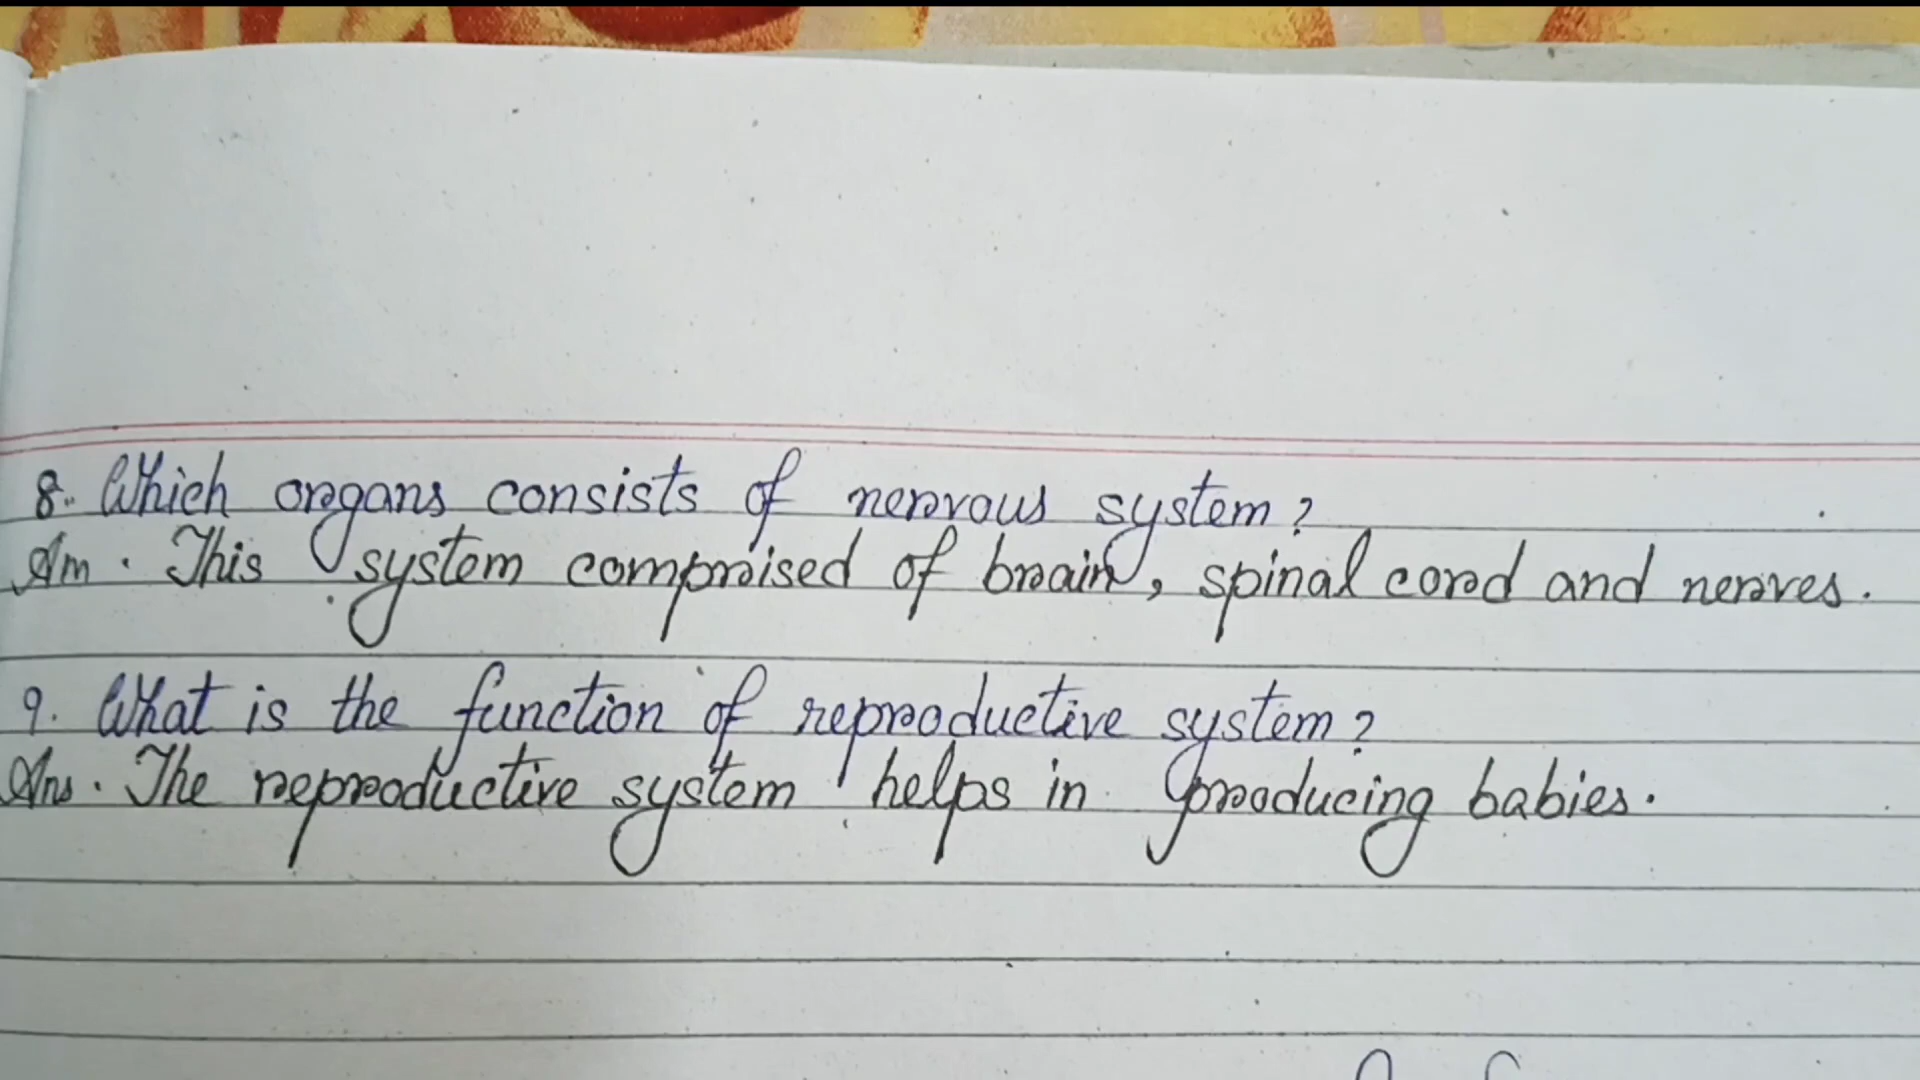 8. Which organs consists of nervous system?
Ans. This system compraised of brain, spinal cord and nerves.
9. What is the function of reproductive system?
Ans. The reproductive system helps in producing babies.